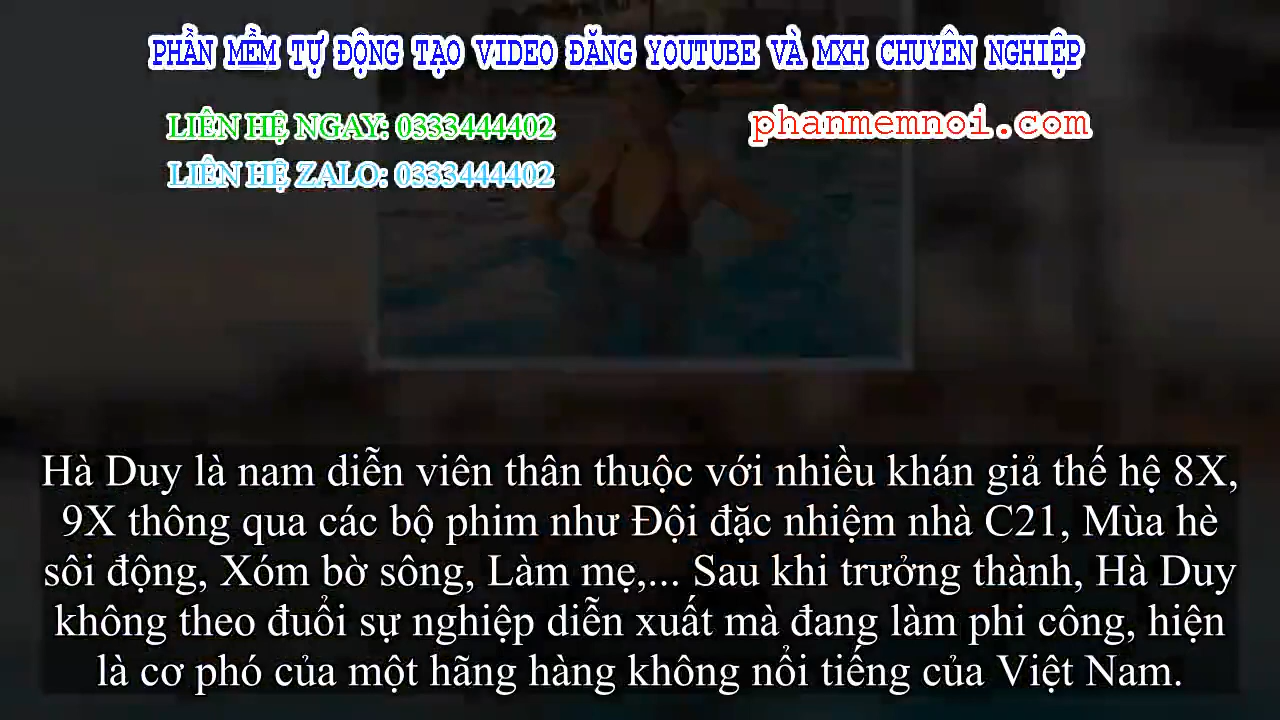 PHẦN MỀM TỰ ĐỘNG TẠO VIDEO ĐĂNG YOUTUBE VÀ MXH CHUYÊN NGHIỆP
LIÊN HỆ NGAY: 0333444402
phanmemnoi.com
LIÊN HỆ ZALO: 0333444402
Hà Duy là nam diễn viên thân thuộc với nhiều khán giả thế hệ 8X,
9X thông qua các bộ phim như Đội đặc nhiệm nhà C21, Mùa hè
sôi động, Xóm bờ sông, Làm mẹ,... Sau khi trưởng thành, Hà Duy
không theo đuổi sự nghiệp diễn xuất mà đang làm phi công, hiện
là cơ phó của một hãng hàng không nổi tiếng của Việt Nam.